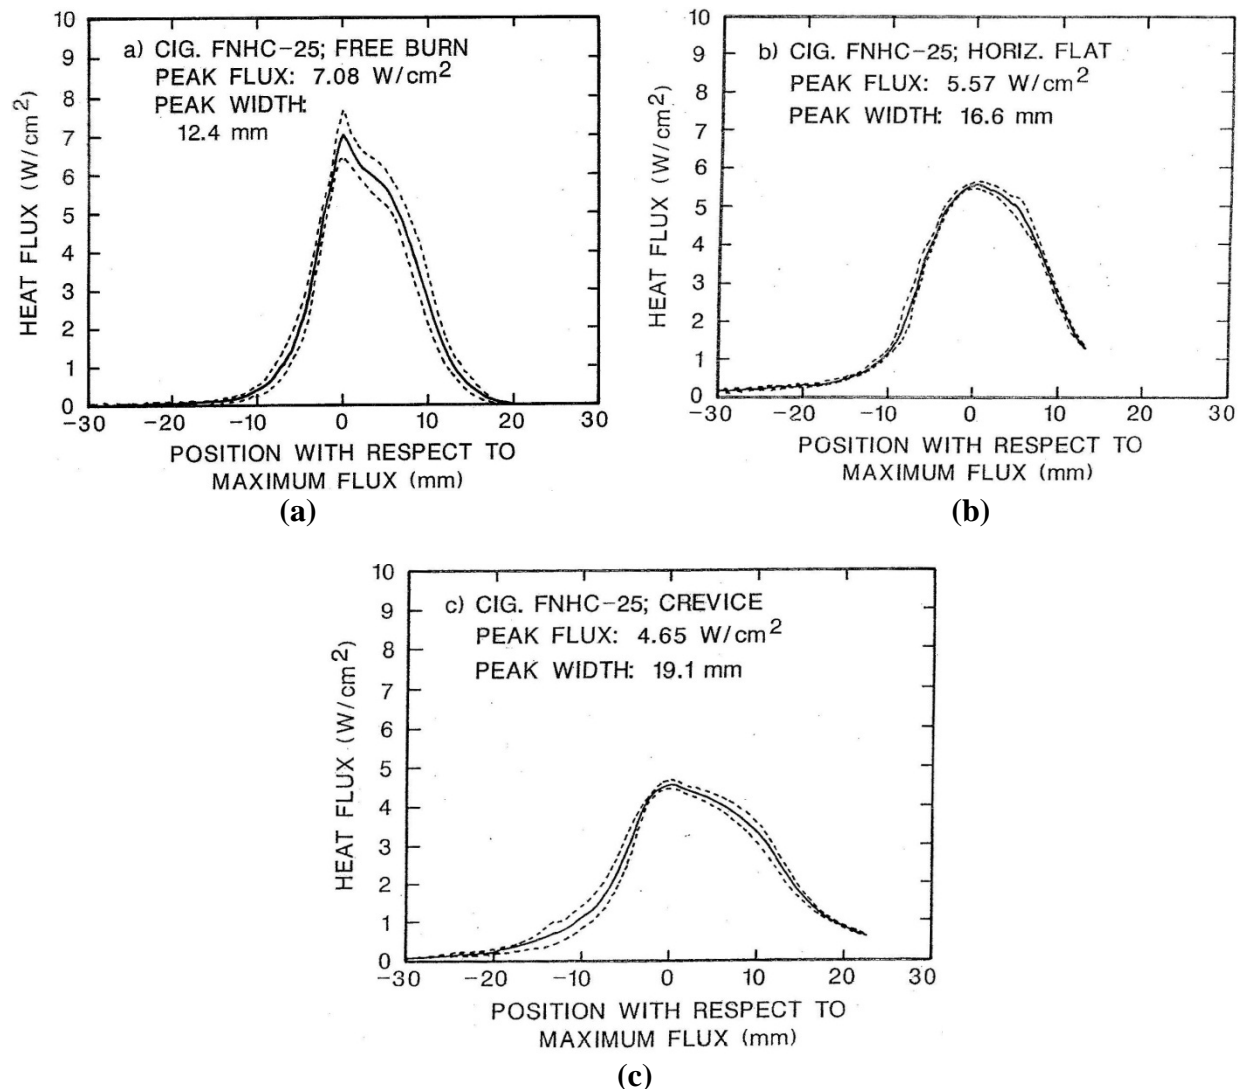 a) CIG. FNHC-25; FREE BURN
PEAK FLUX: 7.08 W/cm²
PEAK WIDTH:
12.4 mm
HEAT FLUX (W/cm²)
10
9
8
7
6
5
4
3
2
1
0
-30 -20 -10 0 10 20 30
POSITION WITH RESPECT TO
MAXIMUM FLUX (mm)
(a)
b) CIG. FNHC-25; HORIZ. FLAT
PEAK FLUX: 5.57 W/cm²
PEAK WIDTH: 16.6 mm
HEAT FLUX (W/cm²)
10
9
8
7
6
5
4
3
2
1
0
-30 -20 -10 0 10 20 30
POSITION WITH RESPECT TO
MAXIMUM FLUX (mm)
(b)
c) CIG. FNHC-25; CREVICE
PEAK FLUX: 4.65 W/cm²
PEAK WIDTH: 19.1 mm
HEAT FLUX (W/cm²)
10
9
8
7
6
5
4
3
2
1
0
-30 -20 -10 0 10 20 30
POSITION WITH RESPECT TO
MAXIMUM FLUX (mm)
(c)